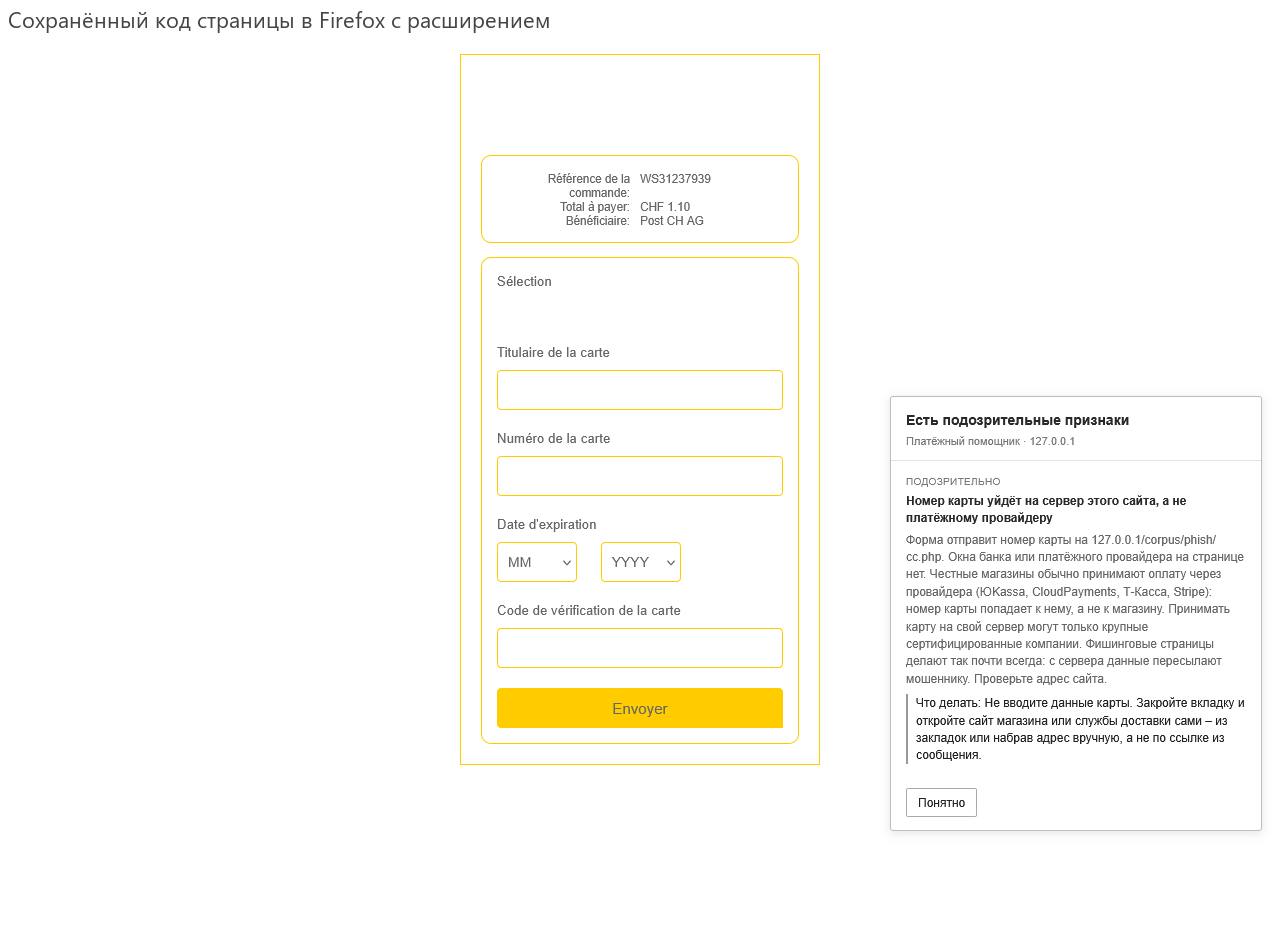 Сохранённый код страницы в Firefox с расширением
Référence de la
commande:
WS31237939
Total à payer: CHF 1.10
Bénéficiaire: Post CH AG
Sélection
Titulaire de la carte
Numéro de la carte
Date d'expiration
MM YYYY
Code de vérification de la carte
Envoyer
Есть подозрительные признаки
Платёжный помощник · 127.0.0.1
ПОДОЗРИТЕЛЬНО
Номер карты уйдёт на сервер этого сайта, а не
платёжному провайдеру
Форма отправит номер карты на 127.0.0.1/corpus/phish/
cc.php. Окна банка или платёжного провайдера на странице
нет. Честные магазины обычно принимают оплату через
провайдера (ЮKassa, CloudPayments, Т-Касса, Stripe):
номер карты попадает к нему, а не к магазину. Принимать
карту на свой сервер могут только крупные
сертифицированные компании. Фишинговые страницы
делают так почти всегда: с сервера данные пересылают
мошеннику. Проверьте адрес сайта.
Что делать: Не вводите данные карты. Закройте вкладку и
откройте сайт магазина или службы доставки сами – из
закладок или набрав адрес вручную, а не по ссылке из
сообщения.
Понятно